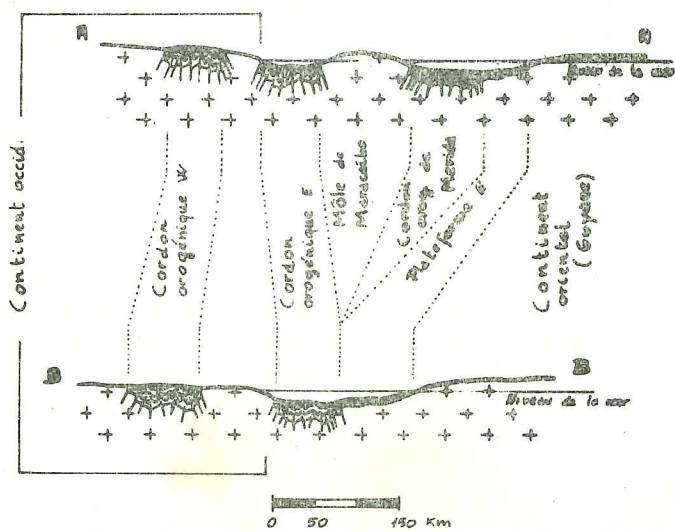 A
A
Niveau de la mer
Continent occid.
Cordon
orogénique W
Cordon
orogénique E
Môle de
Maracaibo
Cordon
orog. de
Merida
Plateforme E
Continent
oriental
(Guyane)
B
B
Niveau de la mer
0 50 150 Km